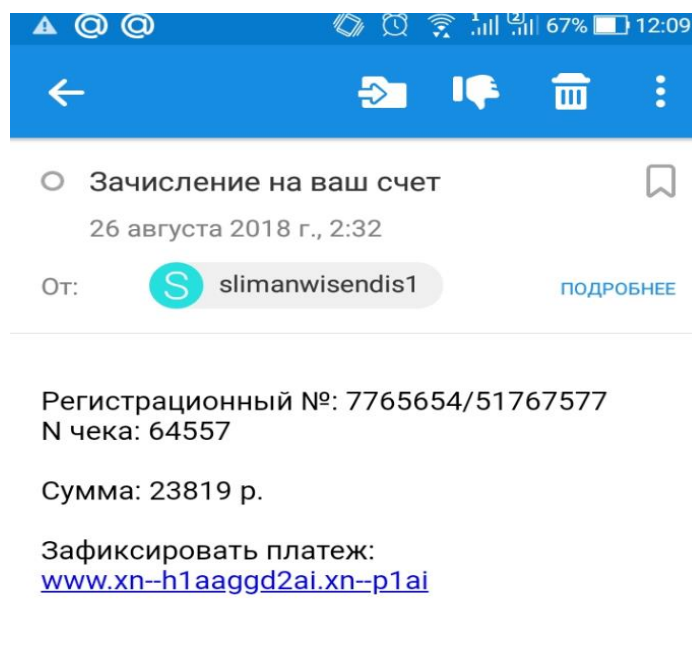 67% 12:09
Зачисление на ваш счет
26 августа 2018 г., 2:32
От: S slimanwisendis1 ПОДРОБНЕЕ
Регистрационный №: 7765654/51767577
N чека: 64557
Сумма: 23819 р.
Зафиксировать платеж:
www.xn--h1aaggd2ai.xn--p1ai